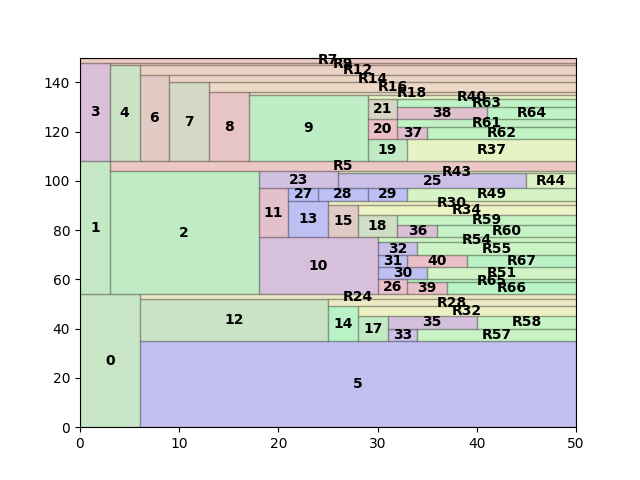 R7
R9
R12
R14
R16
R18
R40
140 3 4 6 7 8 9 21 R63
38 R64
120 20 R61
37 R62
19 R37
R5
R43
100 23 25 R44
27 28 29 R49
R30
11 13 15 R34
18 R59
80 1 2 36 R60
R54
32 R55
10 31 40 R67
60 30 R51
R65
26 39 R66
R24 R28
12 R32
14 17 35 R58
40 33 R57
0
20 5
0
0 10 20 30 40 50